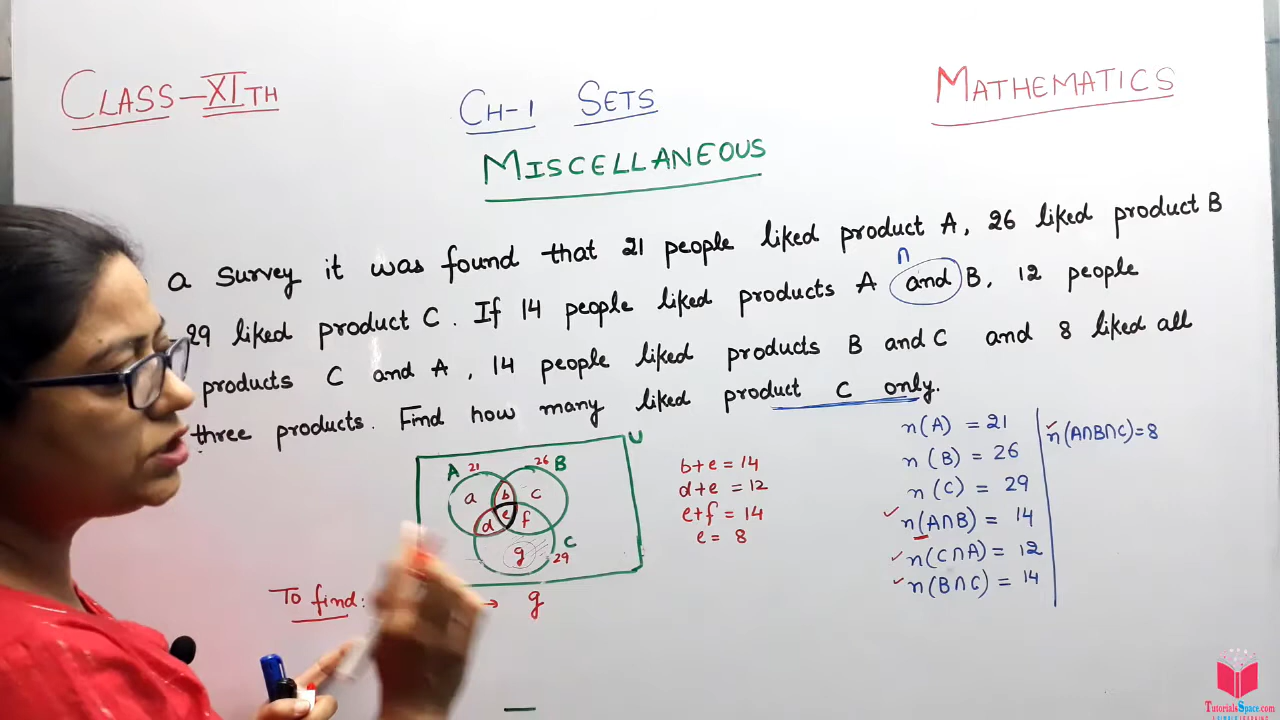 CLASS-XITH
CH-1 SETS
MATHEMATICS
MISCELLANEOUS
a survey it was found that 21 people liked product A, 26 liked product B
29 liked product C. If 14 people liked products A and B, 12 people
∩
products C and A, 14 people liked products B and C and 8 liked all
three products. Find how many liked product C only.
U
A 21
26 B
a b c
d e f
g
C
29
To find: → g
b+e=14
d+e=12
e+f=14
e=8
n(A) = 21
n(B) = 26
n(C) = 29
✓ n(A∩B) = 14
✓ n(C∩A) = 12
✓ n(B∩C) = 14
✓ n(A∩B∩C)=8
TutorialsSpace.com